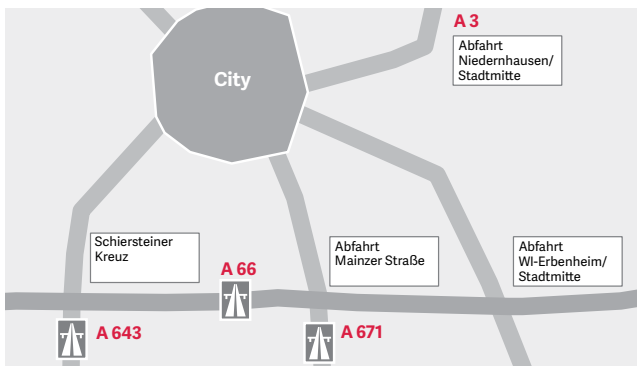 A 3
Abfahrt
Niedernhausen/
Stadtmitte
City
Schiersteiner
Kreuz
A 66
Abfahrt
Mainzer Straße
Abfahrt
WI-Erbenheim/
Stadtmitte
A 643
A 671